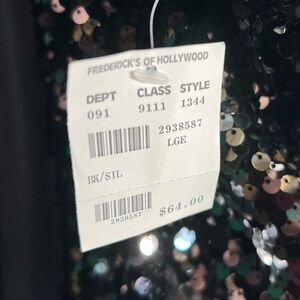 FREDERICK'S OF HOLLYWOOD
DEPT CLASS STYLE
091 9111 1344
2938587
LGE
BK/SIL
2938587 $64.00